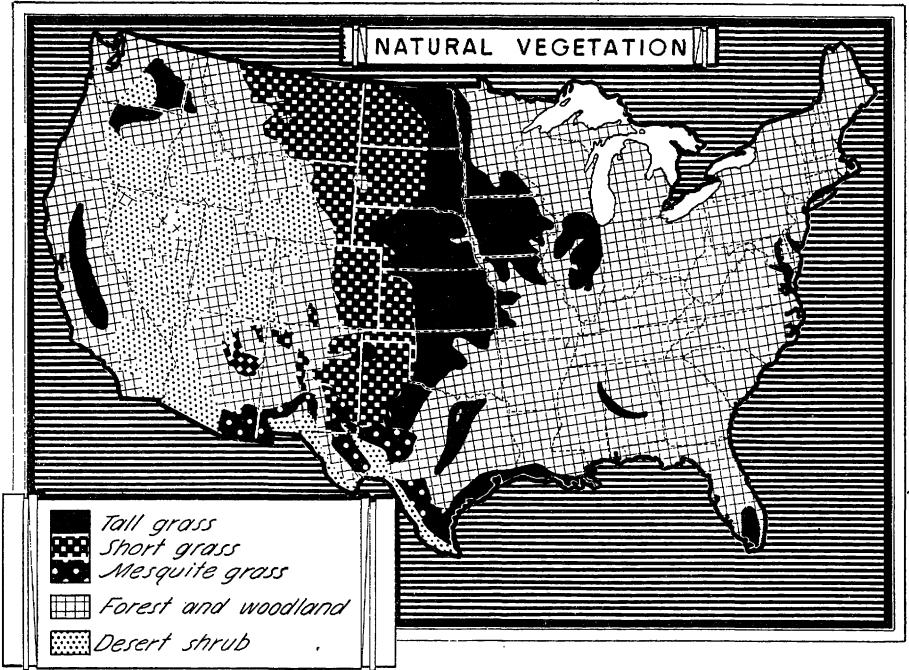 NATURAL VEGETATION
Tall grass
Short grass
Mesquite grass
Forest and woodland
Desert shrub